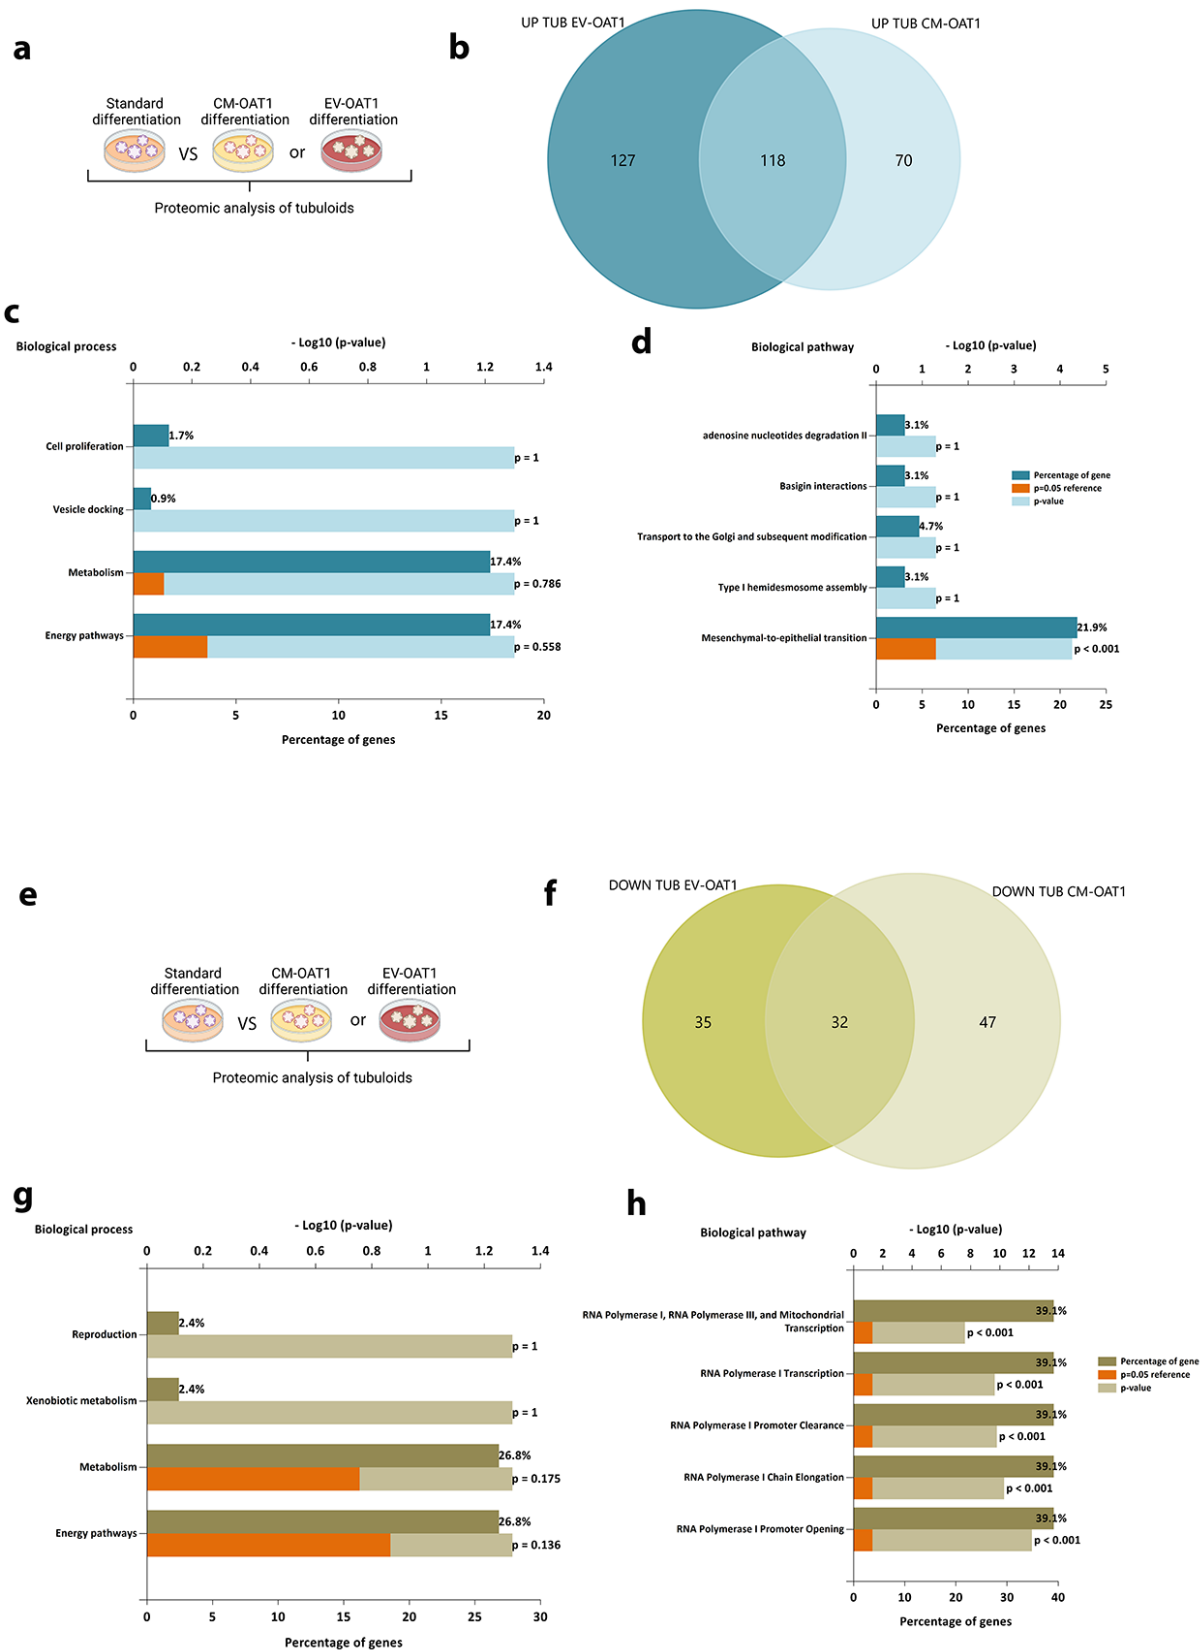 a
Standard
differentiation
VS
CM-OAT1
differentiation
or
EV-OAT1
differentiation
Proteomic analysis of tubuloids
b
UP TUB EV-OAT1
UP TUB CM-OAT1
127
118
70
c
Biological process
- Log10 (p-value)
0 0.2 0.4 0.6 0.8 1 1.2 1.4
Cell proliferation
1.7%
p = 1
Vesicle docking
0.9%
p = 1
Metabolism
17.4%
p = 0.786
Energy pathways
17.4%
p = 0.558
0 5 10 15 20
Percentage of genes
d
Biological pathway
- Log10 (p-value)
0 1 2 3 4 5
adenosine nucleotides degradation II
3.1%
p = 1
Basigin interactions
3.1%
p = 1
Transport to the Golgi and subsequent modification
4.7%
p = 1
Type I hemidesmosome assembly
3.1%
p = 1
Mesenchymal-to-epithelial transition
21.9%
p < 0.001
0 5 10 15 20 25
Percentage of genes
Percentage of gene
p=0.05 reference
p-value
e
Standard
differentiation
VS
CM-OAT1
differentiation
or
EV-OAT1
differentiation
Proteomic analysis of tubuloids
f
DOWN TUB EV-OAT1
DOWN TUB CM-OAT1
35
32
47
g
Biological process
- Log10 (p-value)
0 0.2 0.4 0.6 0.8 1 1.2 1.4
Reproduction
2.4%
p = 1
Xenobiotic metabolism
2.4%
p = 1
Metabolism
26.8%
p = 0.175
Energy pathways
26.8%
p = 0.136
0 5 10 15 20 25 30
Percentage of genes
h
Biological pathway
- Log10 (p-value)
0 2 4 6 8 10 12 14
RNA Polymerase I, RNA Polymerase III, and Mitochondrial
Transcription
39.1%
p < 0.001
RNA Polymerase I Transcription
39.1%
p < 0.001
RNA Polymerase I Promoter Clearance
39.1%
p < 0.001
RNA Polymerase I Chain Elongation
39.1%
p < 0.001
RNA Polymerase I Promoter Opening
39.1%
p < 0.001
0 10 20 30 40
Percentage of genes
Percentage of gene
p=0.05 reference
p-value